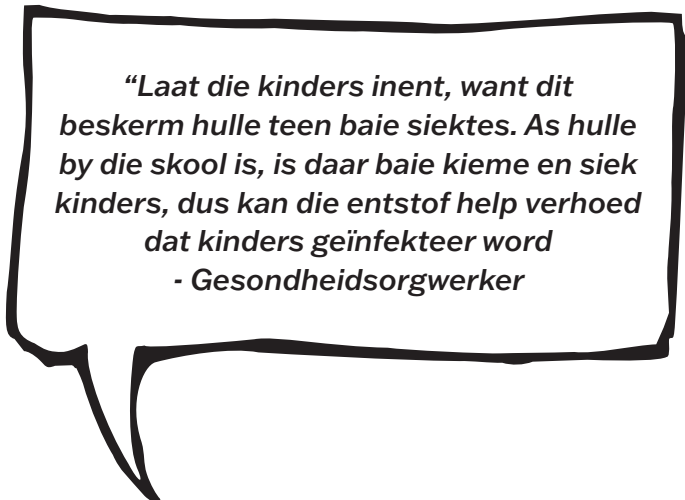 “Laat die kinders inent, want dit
beskerm hulle teen baie siektes. As hulle
by die skool is, is daar baie kieme en siek
kinders, dus kan die entstof help verhoed
dat kinders geïnfekteer word
- Gesondheidsorgwerker